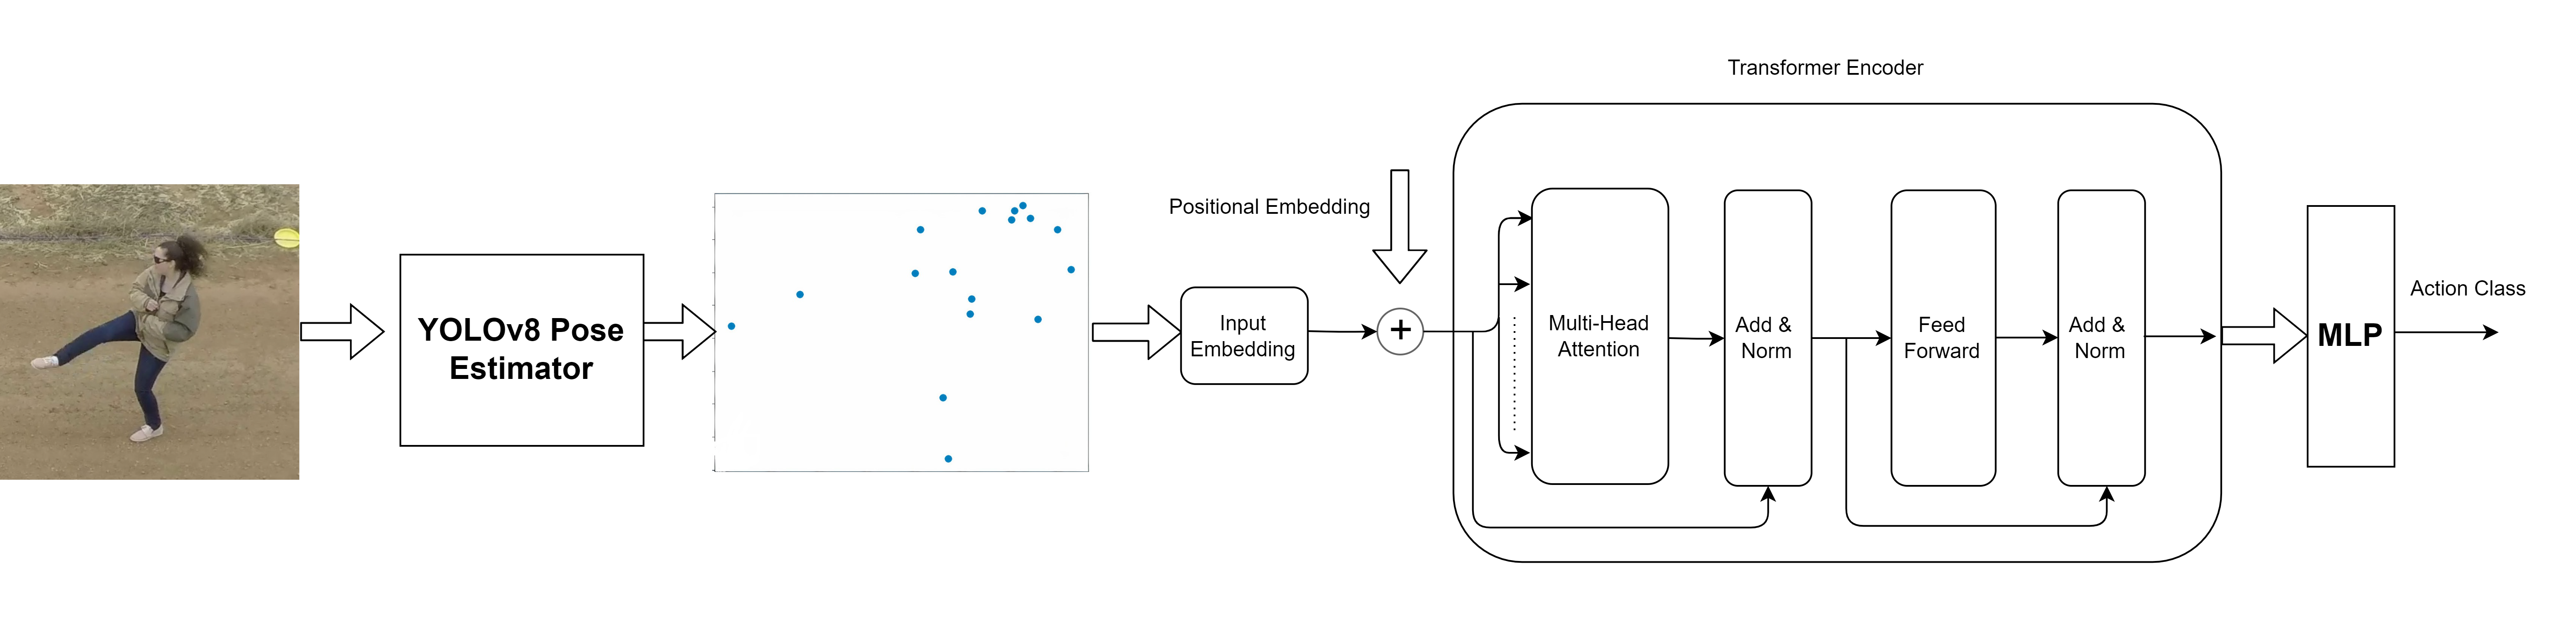 Transformer Encoder
YOLOv8 Pose
Estimator
Positional Embedding
Input
Embedding
+
Multi-Head
Attention
Add &
Norm
Feed
Forward
Add &
Norm
MLP
Action Class